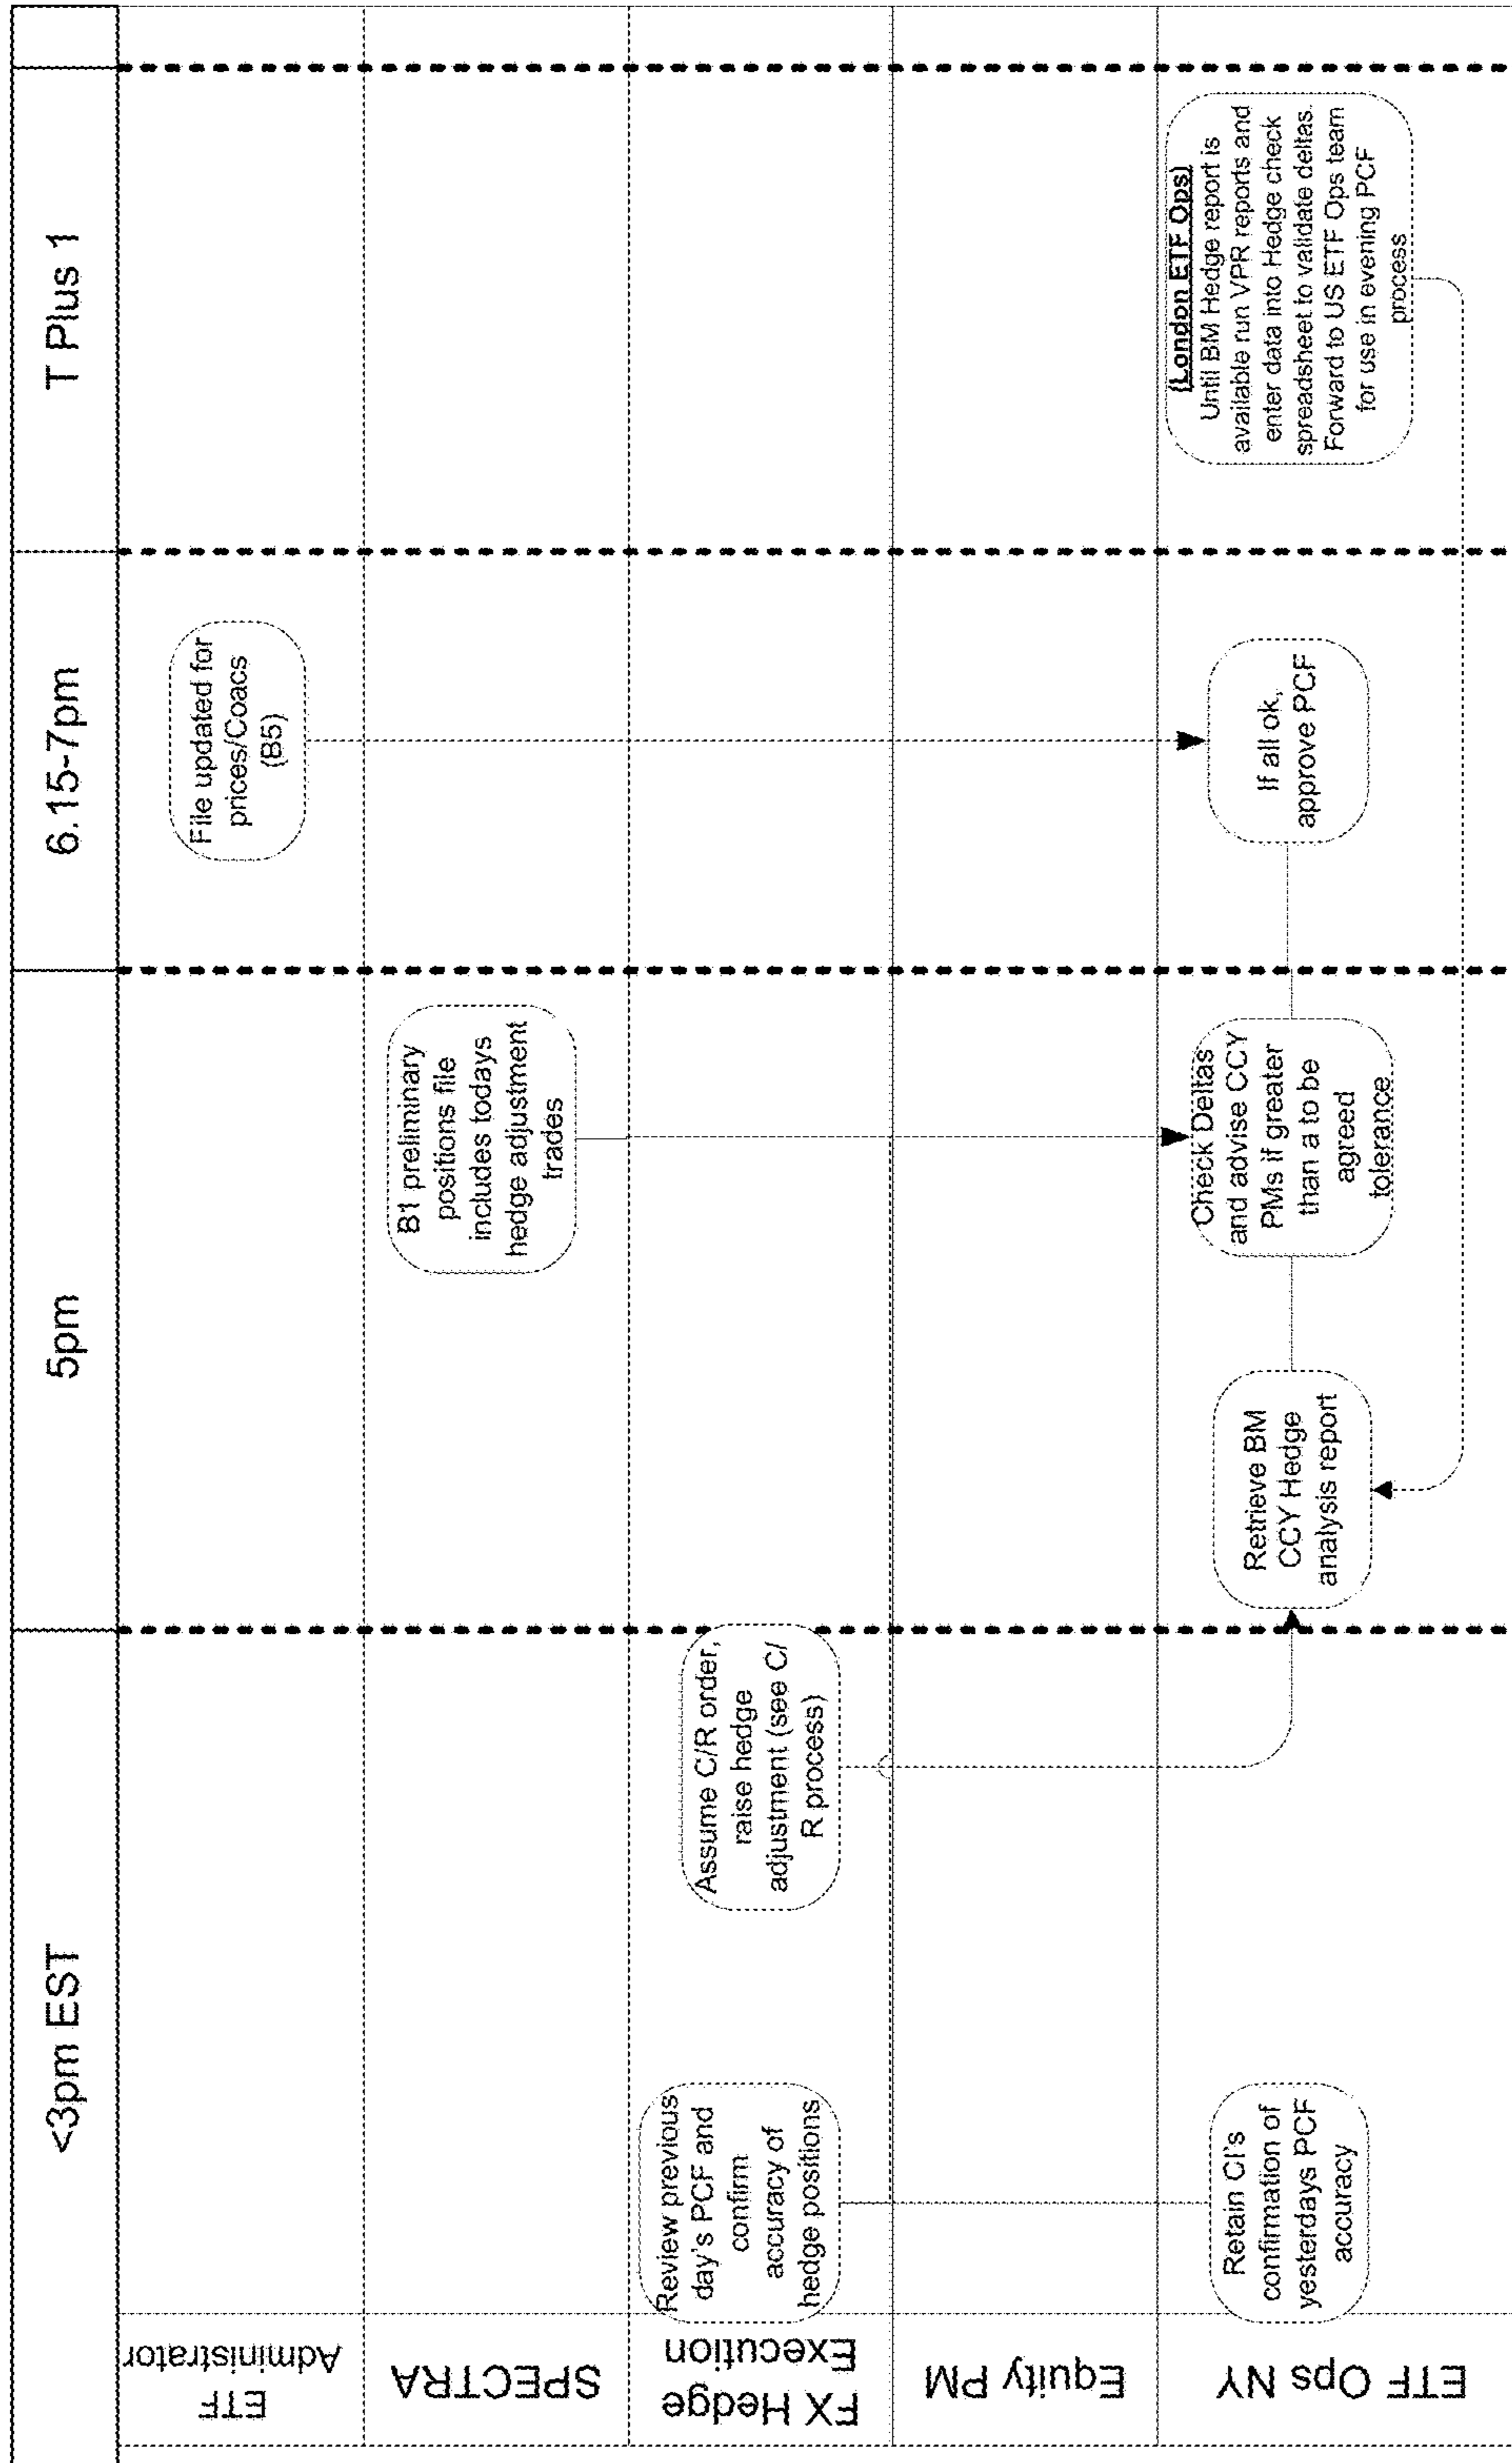 <3pm EST
5pm
6.15-7pm
T Plus 1
ETF
Administrator
File updated for
prices/Coacs
(B5)
SPECTRA
B1 preliminary
positions file
includes todays
hedge adjustment
trades
FX Hedge
Execution
Review previous
day's PCF and
confirm
accuracy of
hedge positions
Assume C/R order,
raise hedge
adjustment (see C/
R process)
Equity PM
ETF Ops NY
Retain CI's
confirmation of
yesterdays PCF
accuracy
Retrieve BM
CCY Hedge
analysis report
Check Deltas
and advise CCY
PMs if greater
than a to be
agreed
tolerance
If all ok,
approve PCF
(London ETF Ops)
Until BM Hedge report is
available run VPR reports and
enter data into Hedge check
spreadsheet to validate deltas.
Forward to US ETF Ops team
for use in evening PCF
process